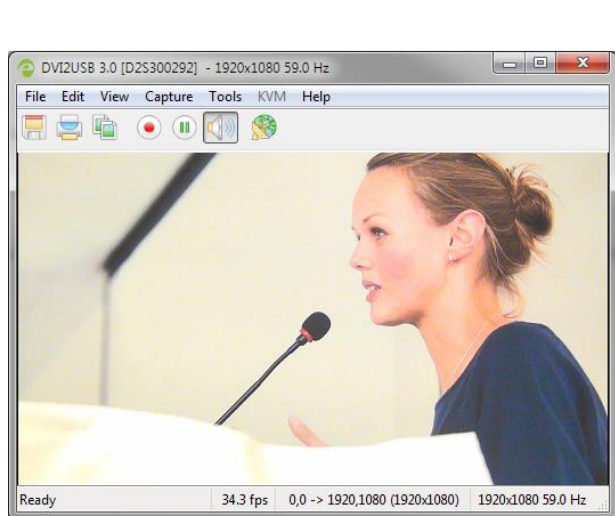 DVI2USB 3.0 [D2S300292] - 1920x1080 59.0 Hz
File Edit View Capture Tools KVM Help
Ready 34.3 fps 0,0 -> 1920,1080 (1920x1080) 1920x1080 59.0 Hz